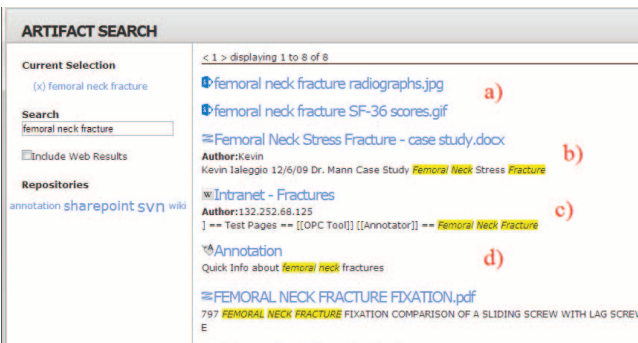 ARTIFACT SEARCH
Current Selection
(x) femoral neck fracture
Search
femoral neck fracture
Include Web Results
Repositories
annotation sharepoint svn wiki
< 1 > displaying 1 to 8 of 8
femoral neck fracture radiographs.jpg
a)
femoral neck fracture SF-36 scores.gif
Femoral Neck Stress Fracture - case study.docx
Author:Kevin
b)
Kevin Ialeggio 12/6/09 Dr. Mann Case Study Femoral Neck Stress Fracture
W Intranet - Fractures
Author:132.252.68.125
c)
] == Test Pages == [[OPC Tool]] [[Annotator]] == Femoral Neck Fracture
Annotation
d)
Quick Info about femoral neck fractures
FEMORAL NECK FRACTURE FIXATION.pdf
797 FEMORAL NECK FRACTURE FIXATION COMPARISON OF A SLIDING SCREW WITH LAG SCREW
E